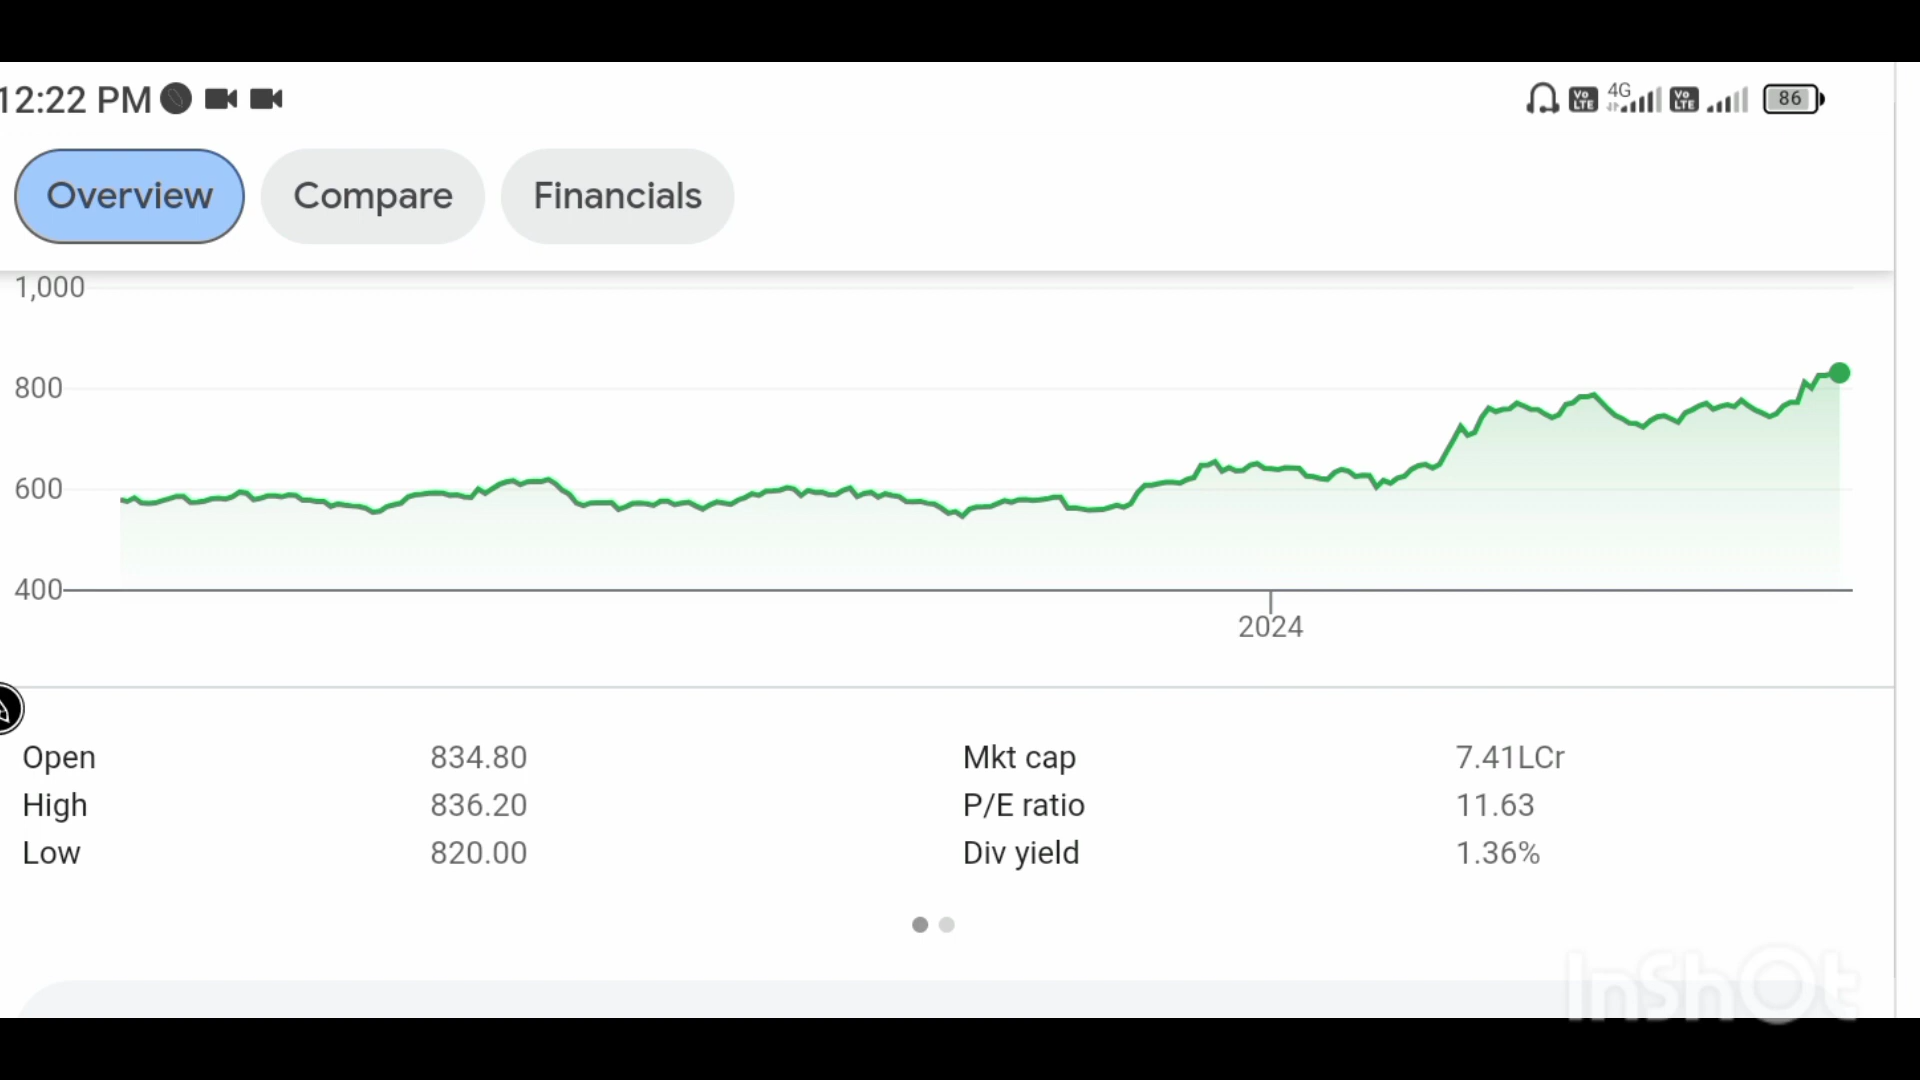 12:22 PM 4G 86
Overview Compare Financials
1,000
800
600
400
2024
Open 834.80 Mkt cap 7.41LCr
High 836.20 P/E ratio 11.63
Low 820.00 Div yield 1.36%
InShOt